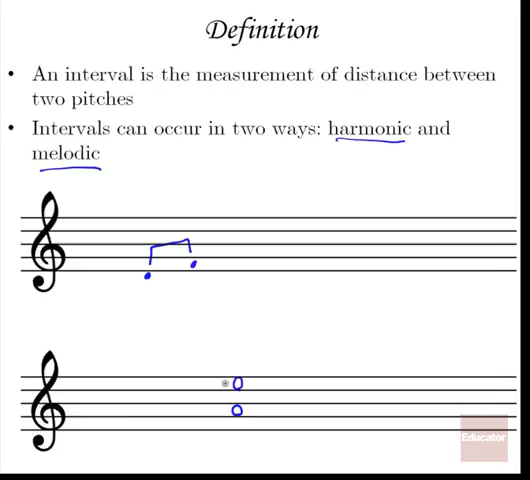 Definition
• An interval is the measurement of distance between
two pitches
• Intervals can occur in two ways: harmonic and
melodic
Educator